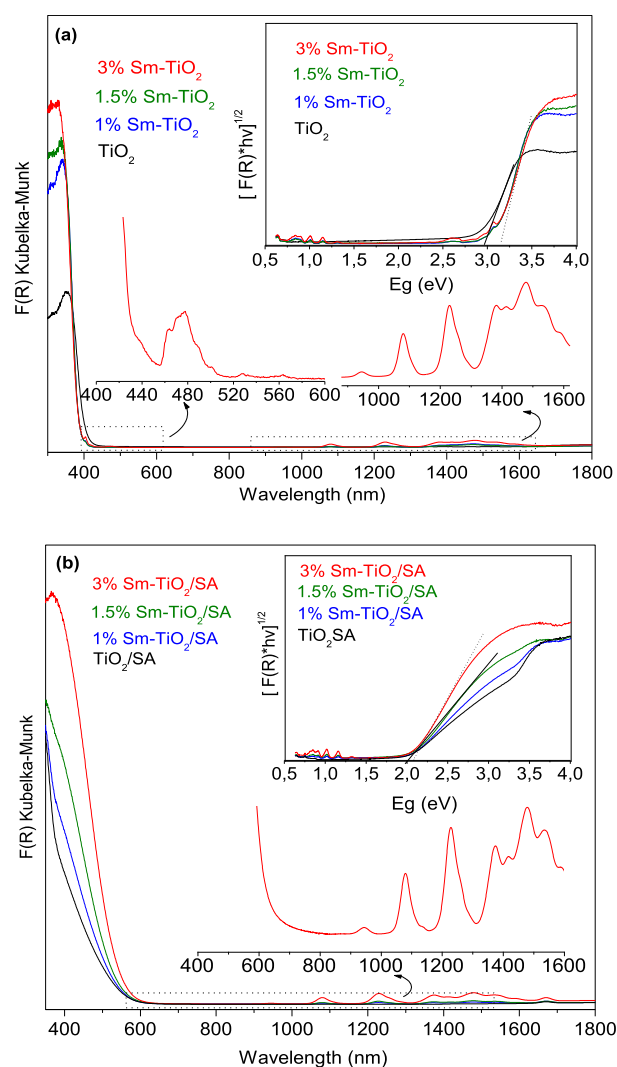 (a)
3% Sm-TiO₂
1.5% Sm-TiO₂
1% Sm-TiO₂
TiO₂
F(R) Kubelka-Munk
3% Sm-TiO₂
1.5% Sm-TiO₂
1% Sm-TiO₂
TiO₂
[ F(R)*hν]¹/²
0,5 1,0 1,5 2,0 2,5 3,0 3,5 4,0
Eg (eV)
400 440 480 520 560 600
1000 1200 1400 1600
400 600 800 1000 1200 1400 1600 1800
Wavelength (nm)
(b)
3% Sm-TiO₂/SA
1.5% Sm-TiO₂/SA
1% Sm-TiO₂/SA
TiO₂/SA
F(R) Kubelka-Munk
3% Sm-TiO₂/SA
1.5% Sm-TiO₂/SA
1% Sm-TiO₂/SA
TiO₂SA
[ F(R)*hν]¹/²
0,5 1,0 1,5 2,0 2,5 3,0 3,5 4,0
Eg (eV)
400 600 800 1000 1200 1400 1600
400 600 800 1000 1200 1400 1600 1800
Wavelength (nm)